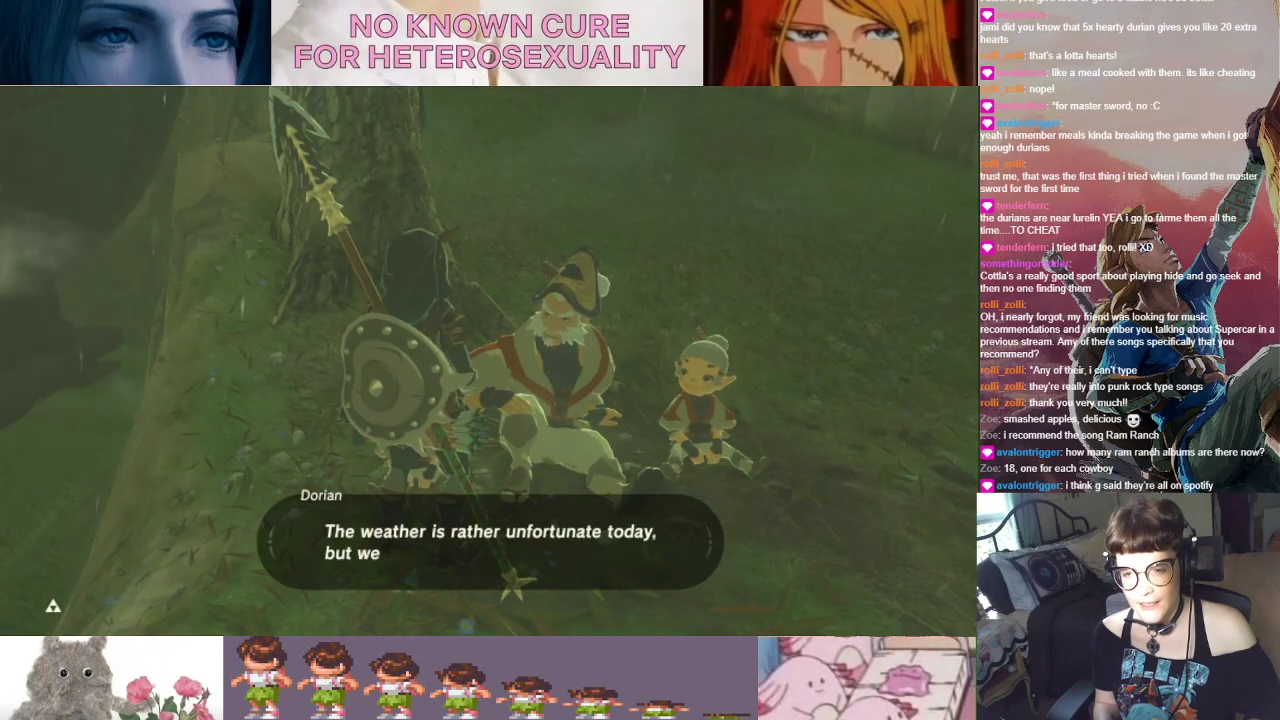 NO KNOWN CURE
FOR HETEROSEXUALITY
jami did you know that 5x hearty durian gives you like 20 extra
hearts
rolli_zolli: that's a lotta hearts!
tenderfern: like a meal cooked with them. its like cheating
rolli_zolli: nope!
tenderfern: *for master sword, no :C
avalontrigger:
yeah i remember meals kinda breaking the game when i got
enough durians
rolli_zolli:
trust me, that was the first thing i tried when i found the master
sword for the first time
tenderfern:
the durians are near lurelin YEA i go to farme them all the
time....TO CHEAT
tenderfern: i tried that too, rolli! XD
Cottla's a really good sport about playing hide and go seek and
then no one finding them
rolli_zolli:
OH, i nearly forgot, my friend was looking for music
recommendations and i remember you talking about Supercar in a
previous stream. Amy of there songs specifically that you
recommend?
rolli_zolli: *Any of their, i can't type
rolli_zolli: they're really into punk rock type songs
rolli_zolli: thank you very much!!
Zoe: smashed apples, delicious
Zoe: i recommend the song Ram Ranch
avalontrigger: how many ram ranch albums are there now?
Zoe: 18, one for each cowboy
avalontrigger: i think g said they're all on spotify
Dorian
The weather is rather unfortunate today,
but we